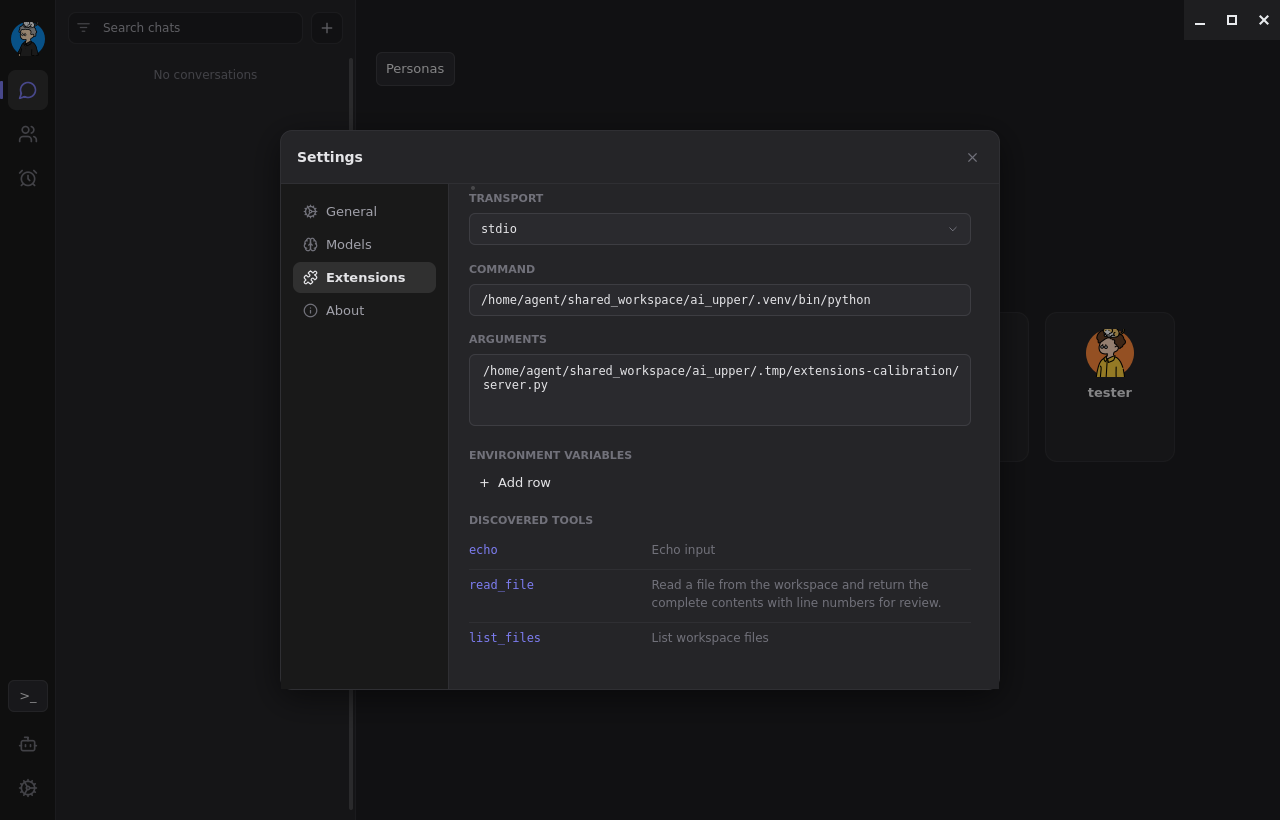 Search chats
No conversations
Personas
Settings
General
Models
Extensions
About
TRANSPORT
stdio
COMMAND
/home/agent/shared_workspace/ai_upper/.venv/bin/python
ARGUMENTS
/home/agent/shared_workspace/ai_upper/.tmp/extensions-calibration/
server.py
ENVIRONMENT VARIABLES
+ Add row
DISCOVERED TOOLS
echo Echo input
read_file Read a file from the workspace and return the
complete contents with line numbers for review.
list_files List workspace files
tester
>_